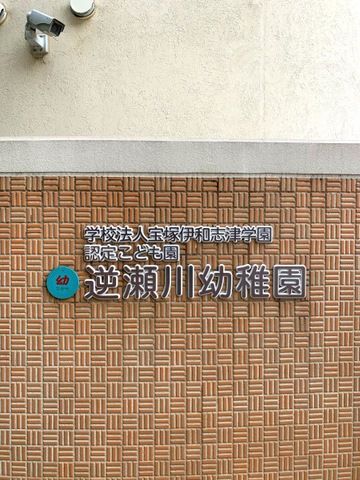 学校法人宝塚伊和志津学園
認定こども園
幼
逆瀬川幼稚園